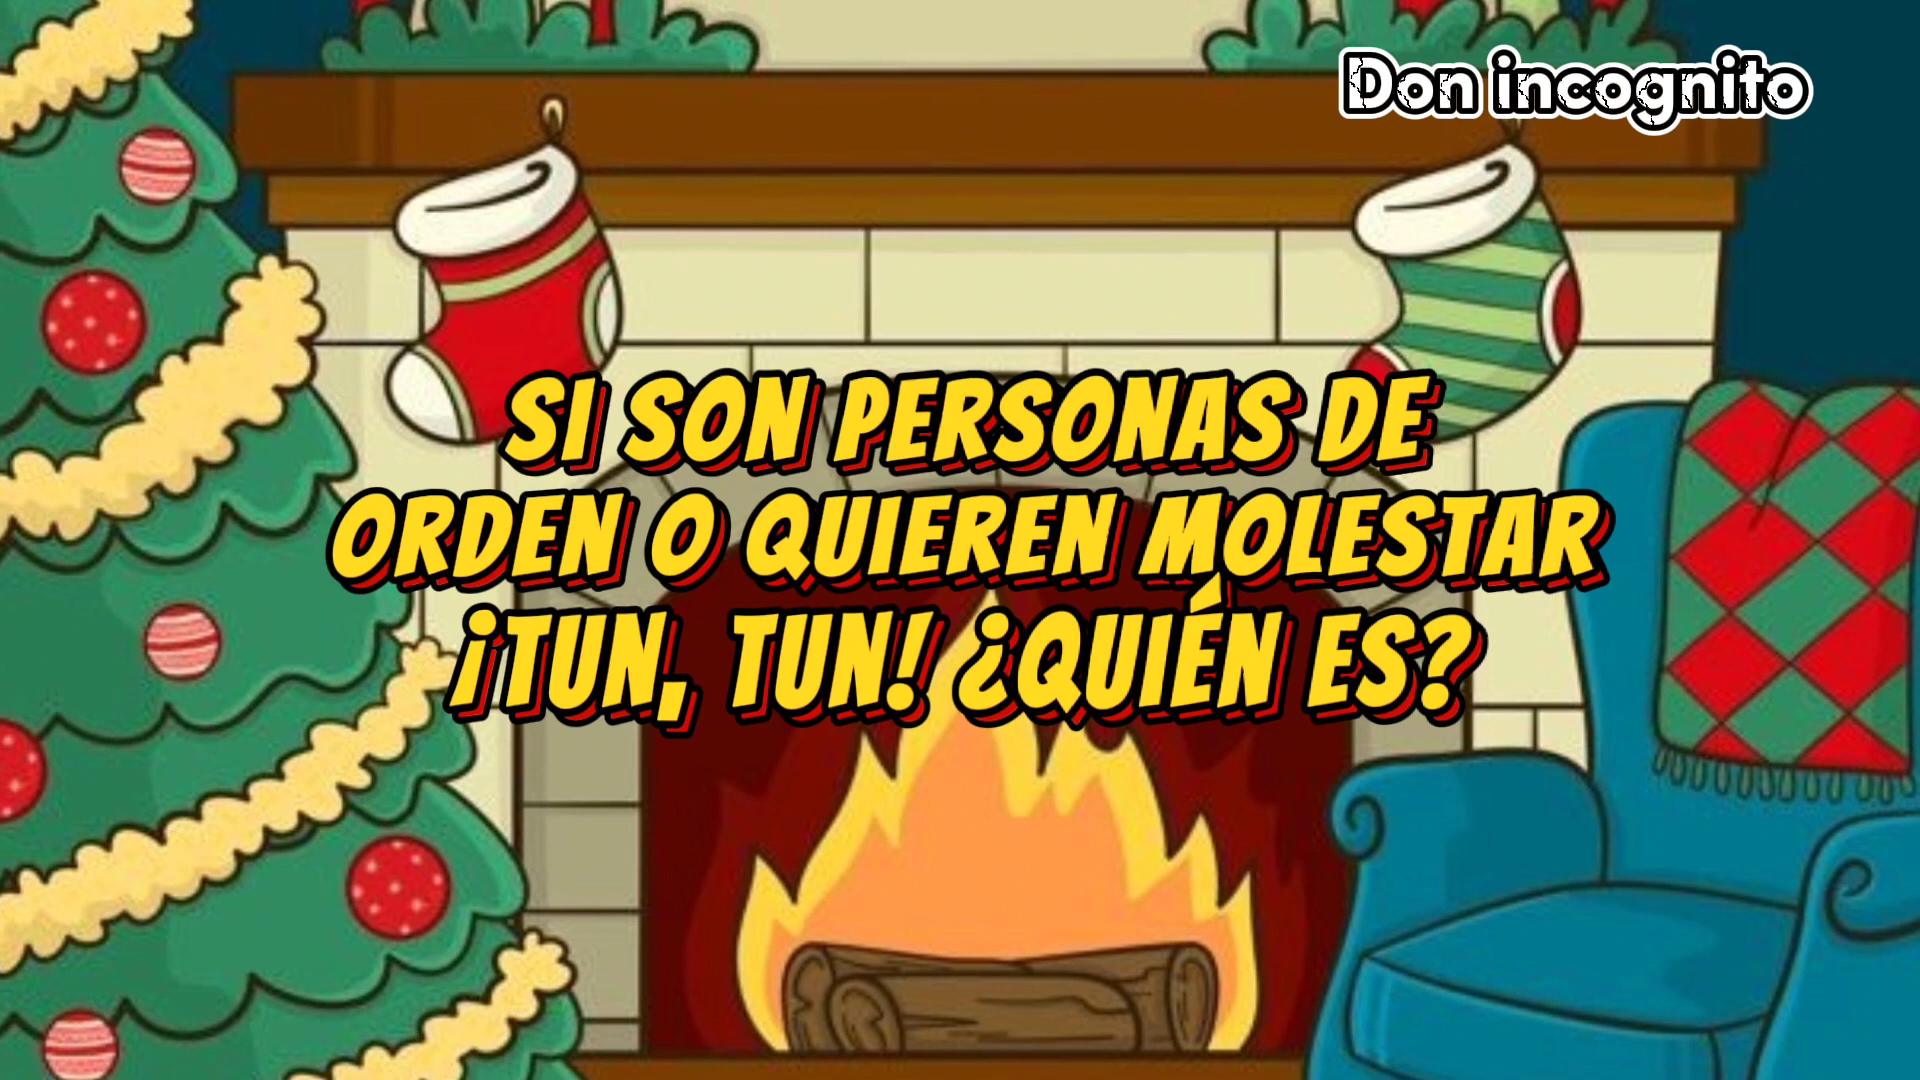 Don incognito
SI SON PERSONAS DE
ORDEN O QUIEREN MOLESTAR
¡TUN, TUN! ¿QUIÉN ES?